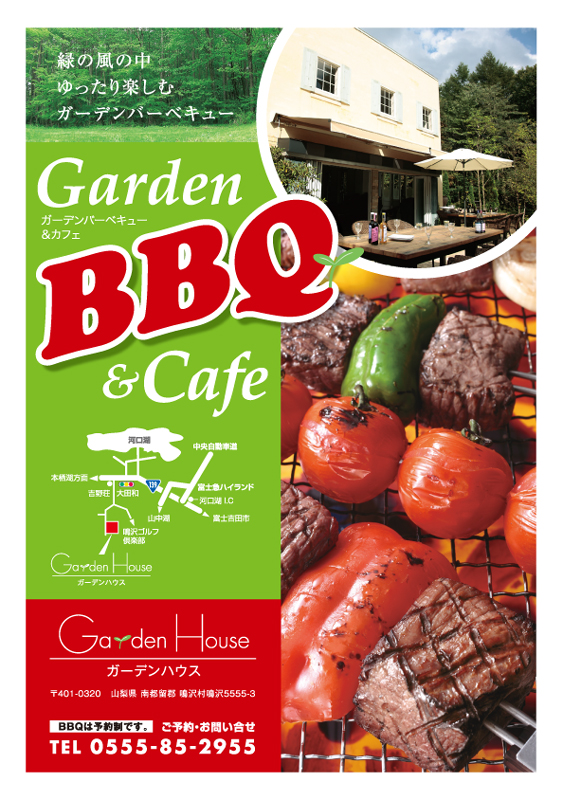 緑の風の中
ゆったり楽しむ
ガーデンバーベキュー
Garden
ガーデンバーベキュー
&カフェ
BBQ
&Cafe
河口湖
中央自動車道
本栖湖方面
139
富士急ハイランド
吉野荘
大田和
河口湖 I.C
山中湖
富士吉田市
鳴沢ゴルフ
倶楽部
Garden House
ガーデンハウス
Garden House
ガーデンハウス
〒401-0320 山梨県 南都留郡 鳴沢村鳴沢5555-3
BBQは予約制です。 ご予約・お問い合せ
TEL 0555-85-2955